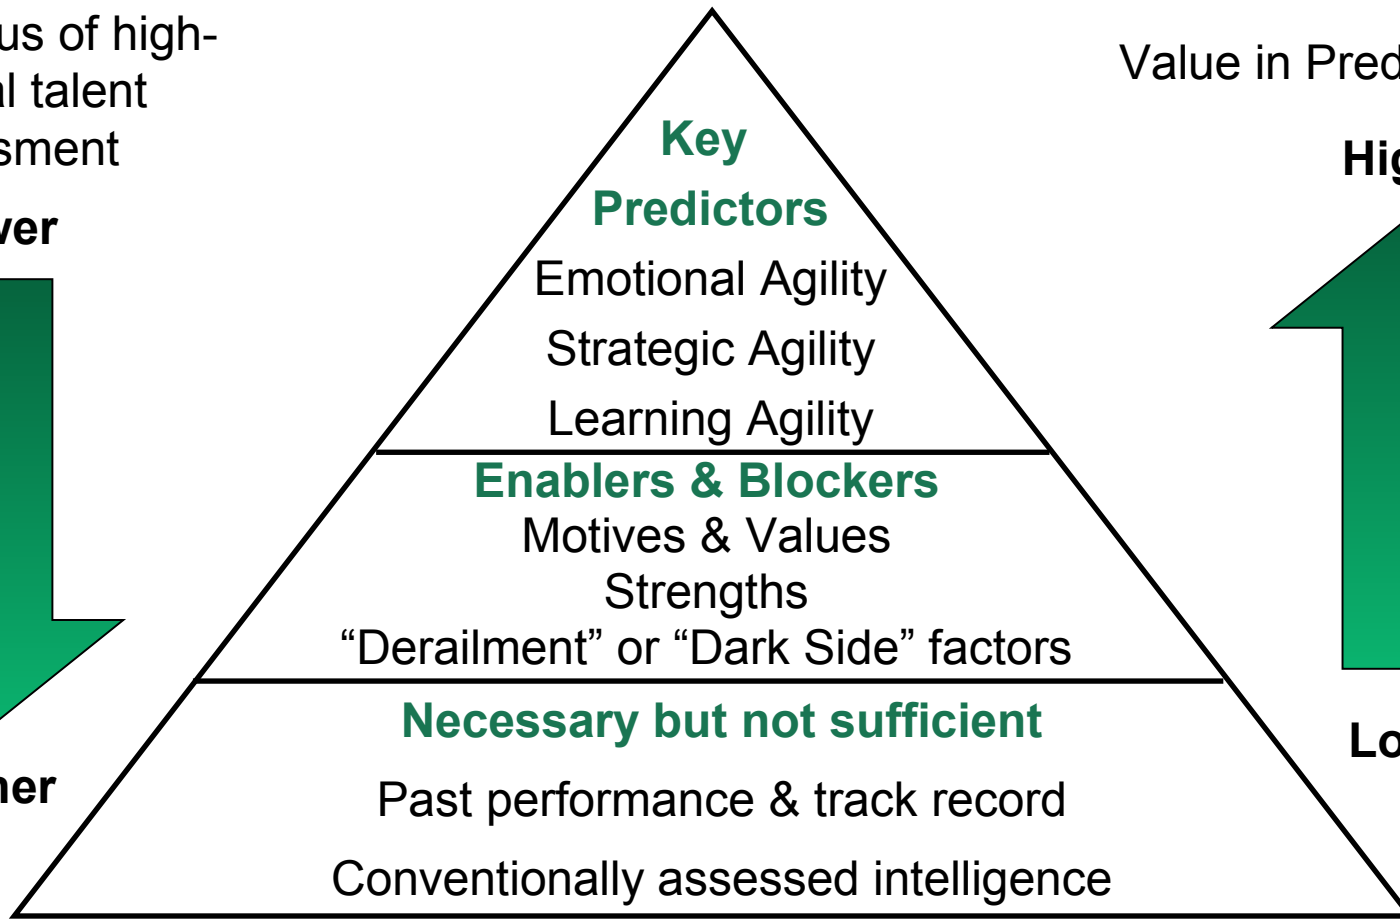 us of high-
al talent
sment
ver
her
Key
Predictors
Emotional Agility
Strategic Agility
Learning Agility
Enablers & Blockers
Motives & Values
Strengths
“Derailment” or “Dark Side” factors
Necessary but not sufficient
Past performance & track record
Conventionally assessed intelligence
Value in Pred
Hig
Lo